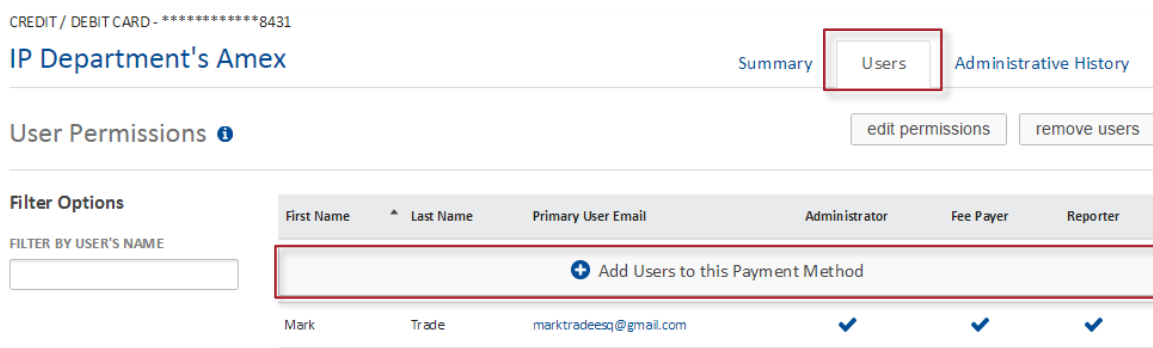 CREDIT / DEBIT CARD - ************8431
IP Department's Amex
Summary Users Administrative History
User Permissions
edit permissions remove users
Filter Options
FILTER BY USER'S NAME
First Name Last Name Primary User Email Administrator Fee Payer Reporter
Add Users to this Payment Method
Mark Trade marktradeesq@gmail.com